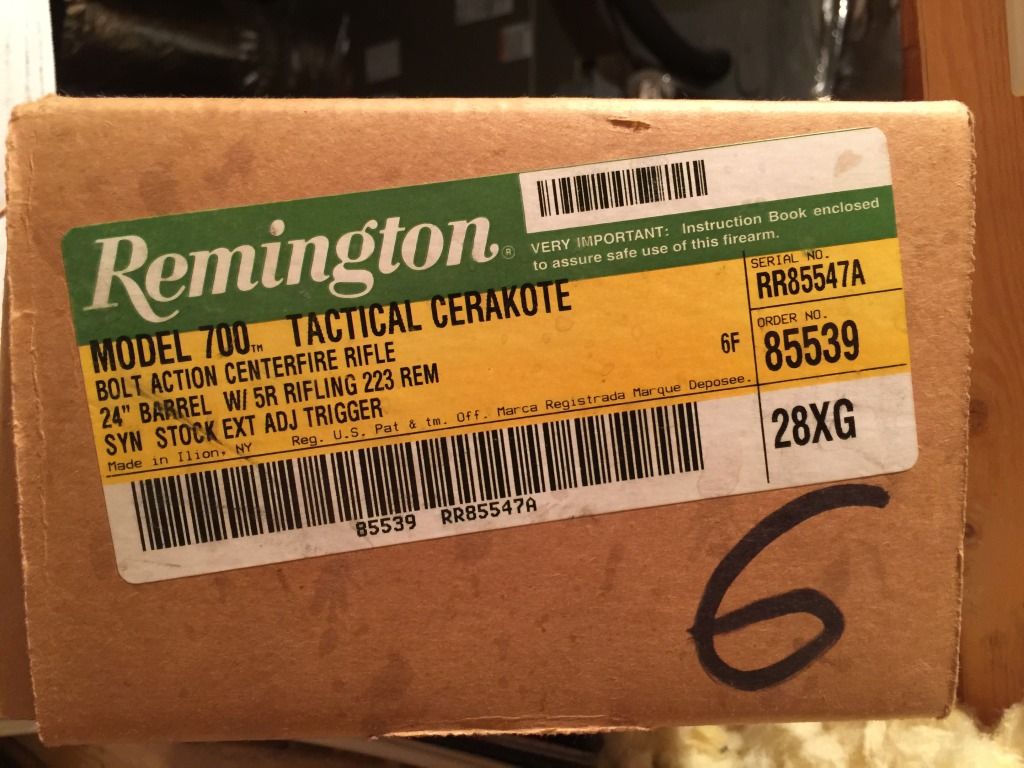 Remington®
VERY IMPORTANT: Instruction Book enclosed
to assure safe use of this firearm.
MODEL 700™ TACTICAL CERAKOTE
BOLT ACTION CENTERFIRE RIFLE
24" BARREL W/ 5R RIFLING 223 REM
SYN STOCK EXT ADJ TRIGGER
6F
Made in Ilion, NY Reg. U.S. Pat & tm. Off. Marca Registrada Marque Deposee.
SERIAL NO.
RR85547A
ORDER NO.
85539
28XG
85539 RR85547A
6